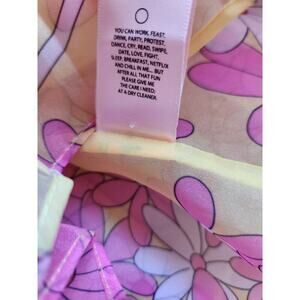 YOU CAN WORK, FEAST,
DRINK, PARTY, PROTEST,
DANCE, CRY, READ, SWIPE,
DATE, LOVE, FIGHT,
SLEEP, BREAKFAST, NETFLIX
AND CHILL IN ME... BUT
AFTER ALL THAT FUN
PLEASE GIVE ME
THE CARE I NEED:
AT A DRY CLEANER.